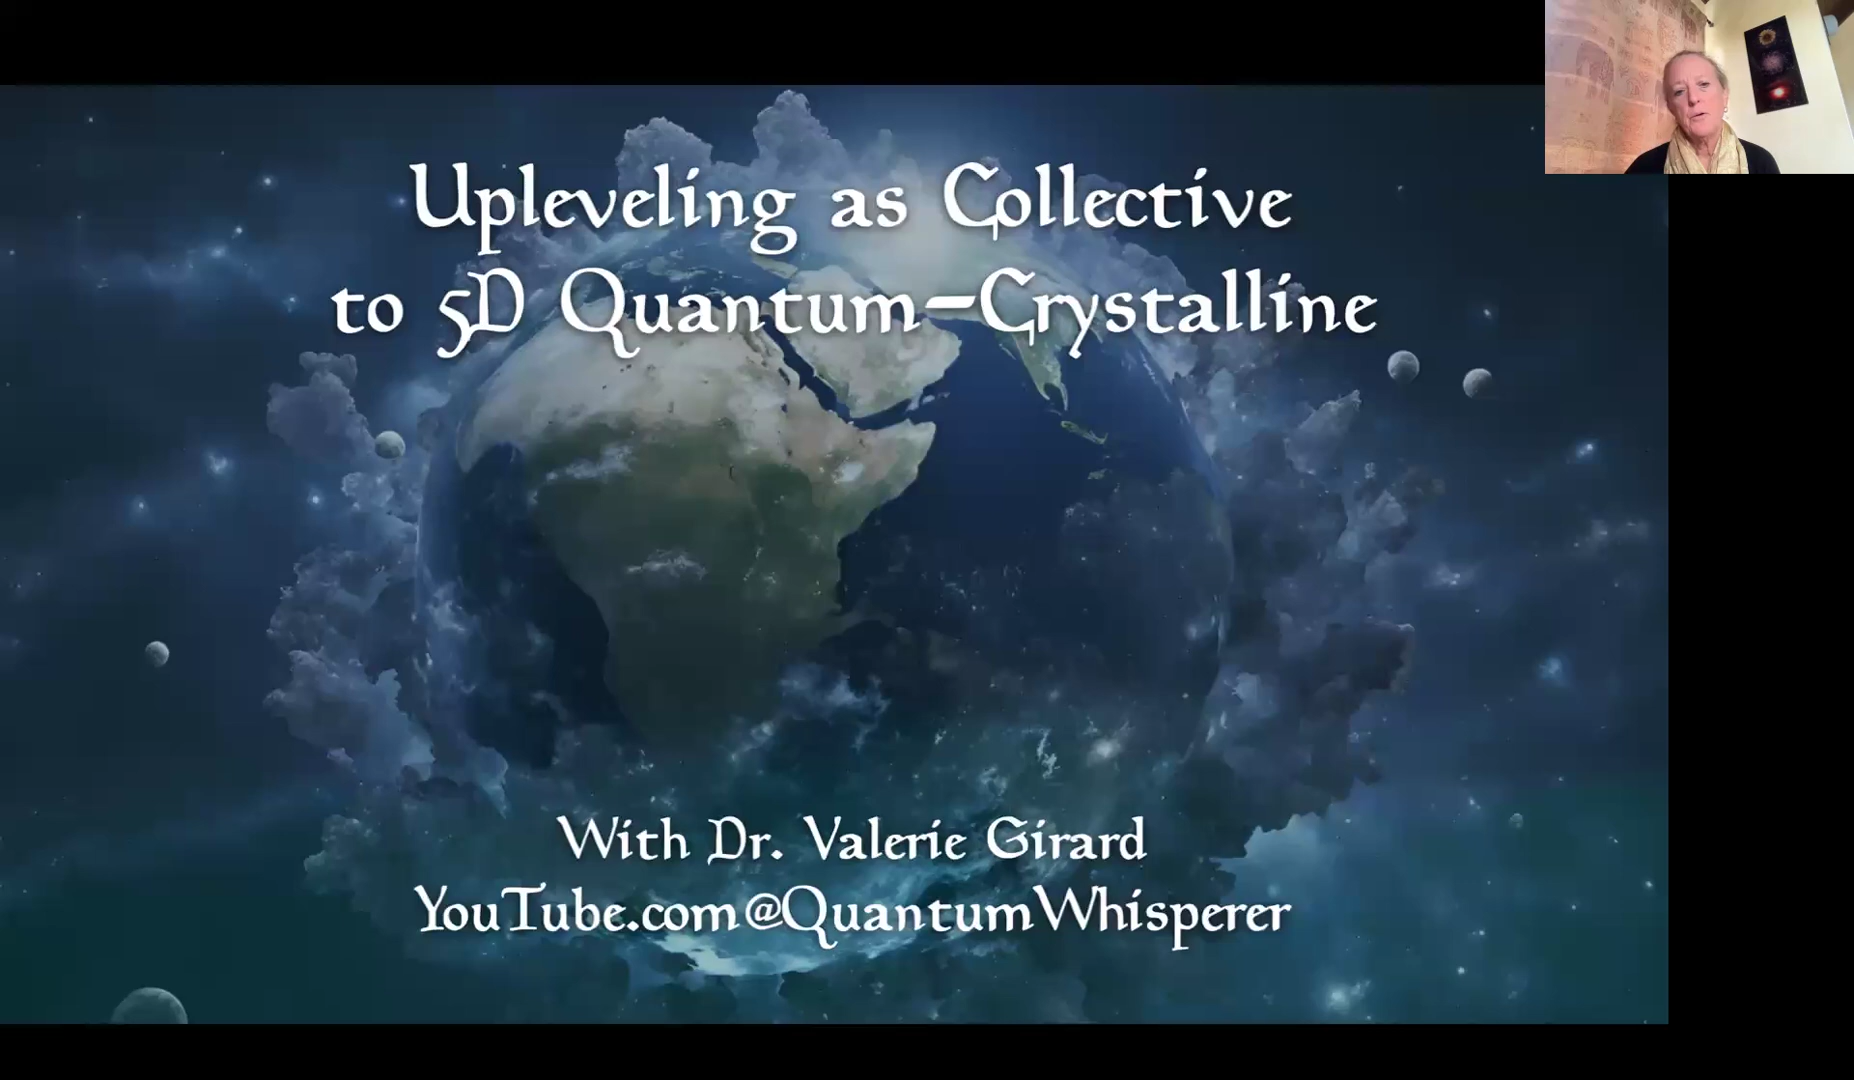 Upleveling as Collective
to 5D Quantum-Crystalline
With Dr. Valerie Girard
YouTube.com@QuantumWhisperer